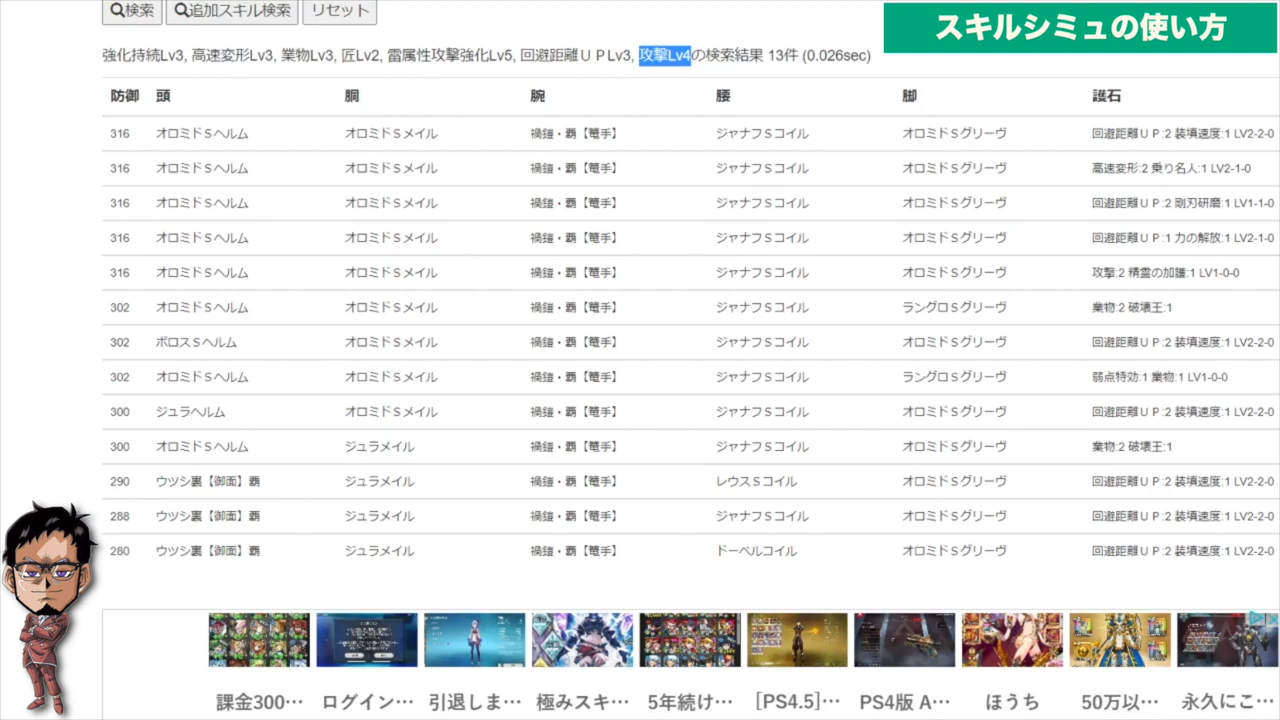 検索 追加スキル検索 リセット
スキルシミュの使い方
強化持続Lv3, 高速変形Lv3, 業物Lv3, 匠Lv2, 雷属性攻撃強化Lv5, 回避距離ＵＰLv3, 攻撃Lv4の検索結果 13件 (0.026sec)
防御 頭 胴 腕 腰 脚 護石
316 オロミドＳヘルム オロミドＳメイル 禍鎧・覇【篭手】 ジャナフＳコイル オロミドＳグリーヴ 回避距離ＵＰ:2 装填速度:1 LV2-2-0
316 オロミドＳヘルム オロミドＳメイル 禍鎧・覇【篭手】 ジャナフＳコイル オロミドＳグリーヴ 高速変形:2 乗り名人:1 LV2-1-0
316 オロミドＳヘルム オロミドＳメイル 禍鎧・覇【篭手】 ジャナフＳコイル オロミドＳグリーヴ 回避距離ＵＰ:2 剛刃研磨:1 LV1-1-0
316 オロミドＳヘルム オロミドＳメイル 禍鎧・覇【篭手】 ジャナフＳコイル オロミドＳグリーヴ 回避距離ＵＰ:1 力の解放:1 LV2-1-0
316 オロミドＳヘルム オロミドＳメイル 禍鎧・覇【篭手】 ジャナフＳコイル オロミドＳグリーヴ 攻撃:2 精霊の加護:1 LV1-0-0
302 オロミドＳヘルム オロミドＳメイル 禍鎧・覇【篭手】 ジャナフＳコイル ラングロＳグリーヴ 業物:2 破壊王:1
302 ボロスＳヘルム オロミドＳメイル 禍鎧・覇【篭手】 ジャナフＳコイル オロミドＳグリーヴ 回避距離ＵＰ:2 装填速度:1 LV2-2-0
302 オロミドＳヘルム オロミドＳメイル 禍鎧・覇【篭手】 ジャナフＳコイル ラングロＳグリーヴ 弱点特効:1 業物:1 LV1-0-0
300 ジュラヘルム オロミドＳメイル 禍鎧・覇【篭手】 ジャナフＳコイル オロミドＳグリーヴ 回避距離ＵＰ:2 装填速度:1 LV2-2-0
300 オロミドＳヘルム ジュラメイル 禍鎧・覇【篭手】 ジャナフＳコイル オロミドＳグリーヴ 業物:2 破壊王:1
290 ウツシ裏【御面】覇 ジュラメイル 禍鎧・覇【篭手】 レウスＳコイル オロミドＳグリーヴ 回避距離ＵＰ:2 装填速度:1 LV2-2-0
288 ウツシ裏【御面】覇 ジュラメイル 禍鎧・覇【篭手】 ジャナフＳコイル オロミドＳグリーヴ 回避距離ＵＰ:2 装填速度:1 LV2-2-0
280 ウツシ裏【御面】覇 ジュラメイル 禍鎧・覇【篭手】 ドーベルコイル オロミドＳグリーヴ 回避距離ＵＰ:2 装填速度:1 LV2-2-0
課金300… ログイン… 引退しま… 極みスキ… 5年続け… [PS4.5]… PS4版 A… ほうち 50万以… 永久にこ…